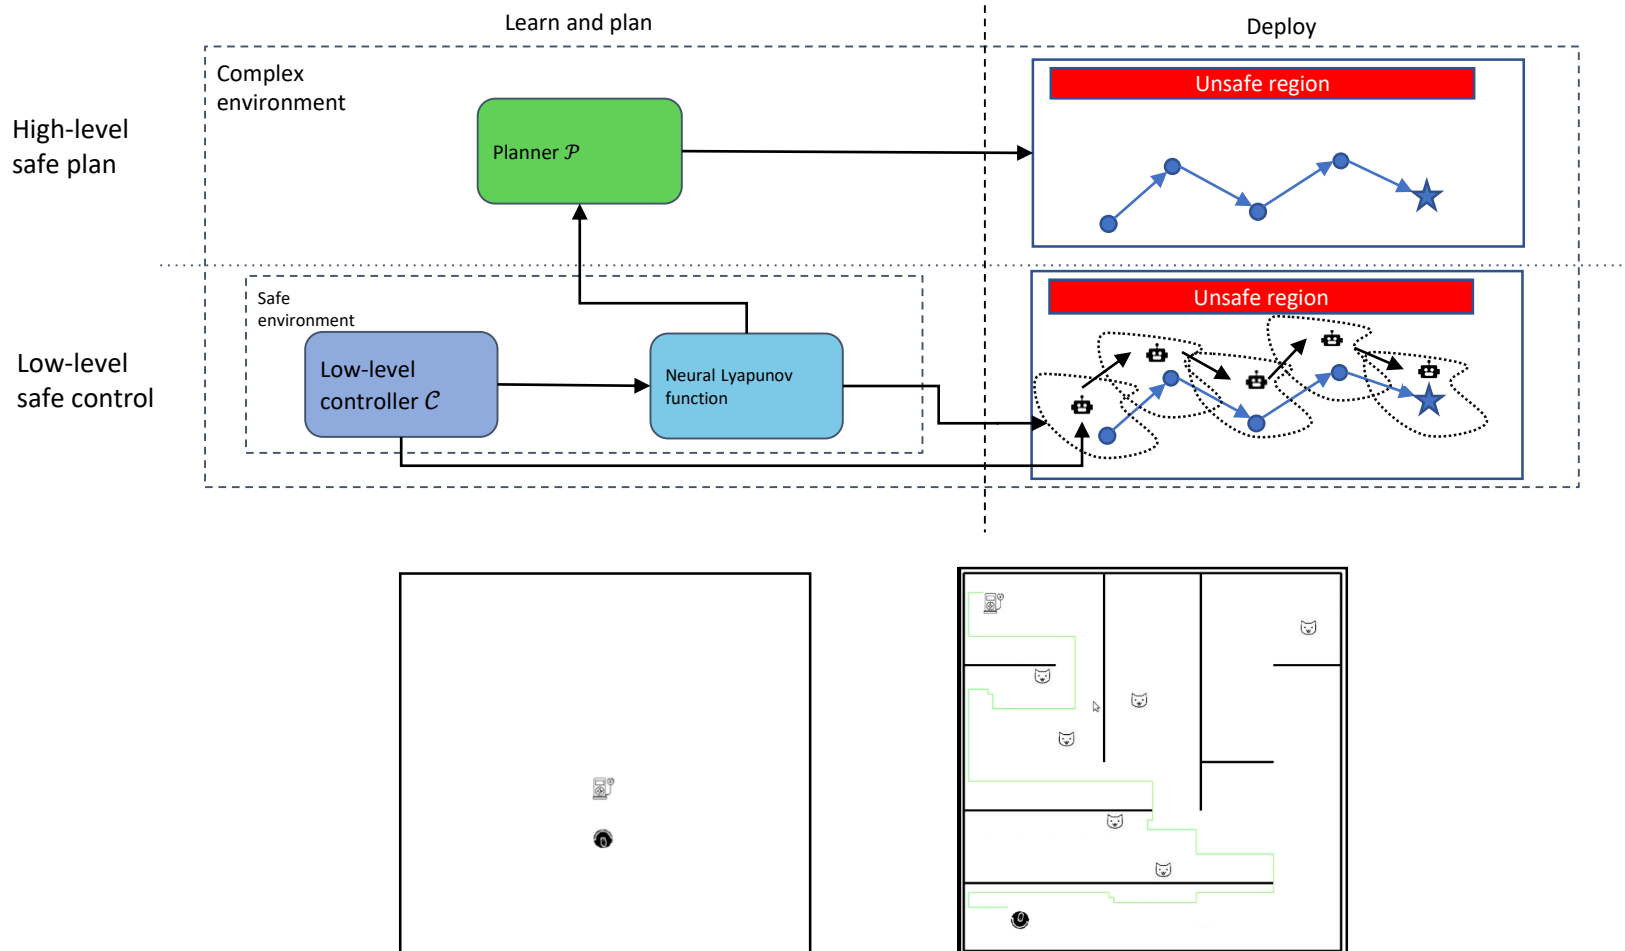 Learn and plan
Deploy
Complex
environment
Unsafe region
High-level
safe plan
Planner 𝒫
Safe
environment
Unsafe region
Low-level
safe control
Low-level
controller 𝒞
Neural Lyapunov
function